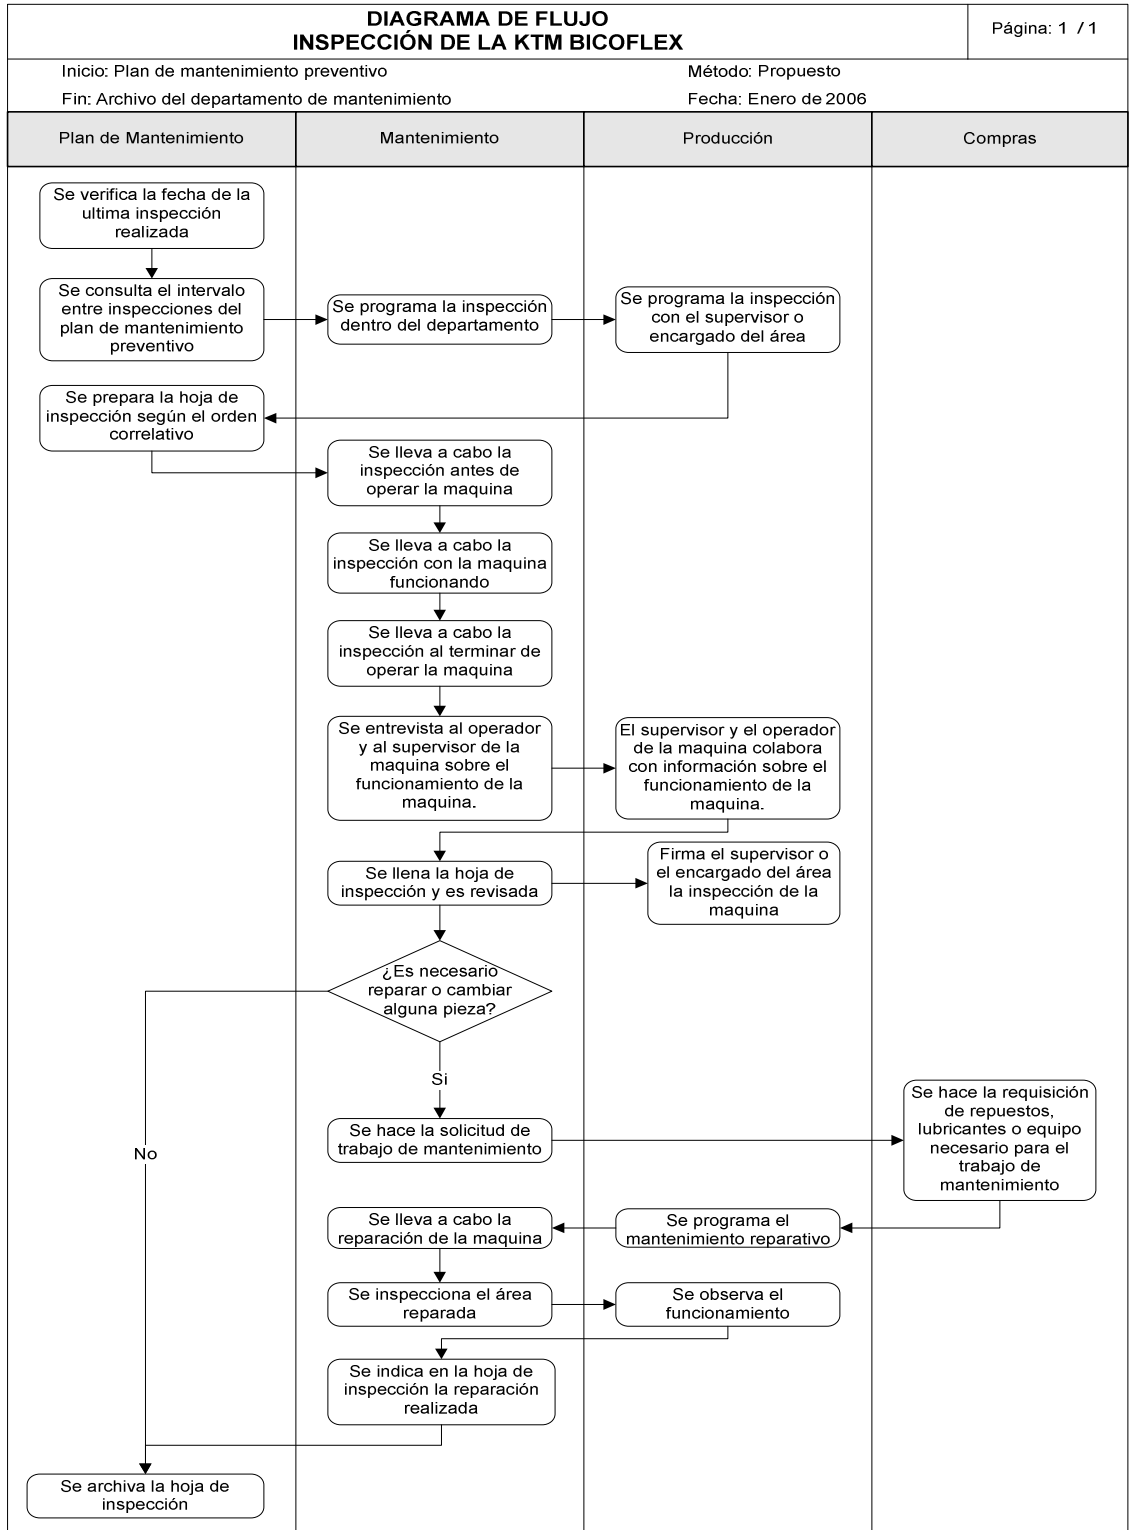 DIAGRAMA DE FLUJO
INSPECCIÓN DE LA KTM BICOFLEX
Página: 1 / 1
Inicio: Plan de mantenimiento preventivo
Método: Propuesto
Fin: Archivo del departamento de mantenimiento
Fecha: Enero de 2006
Plan de Mantenimiento
Mantenimiento
Producción
Compras
Se verifica la fecha de la
ultima inspección
realizada
Se consulta el intervalo
entre inspecciones del
plan de mantenimiento
preventivo
Se programa la inspección
dentro del departamento
Se programa la inspección
con el supervisor o
encargado del área
Se prepara la hoja de
inspección según el orden
correlativo
Se lleva a cabo la
inspección antes de
operar la maquina
Se lleva a cabo la
inspección con la maquina
funcionando
Se lleva a cabo la
inspección al terminar de
operar la maquina
Se entrevista al operador
y al supervisor de la
maquina sobre el
funcionamiento de la
maquina.
El supervisor y el operador
de la maquina colabora
con información sobre el
funcionamiento de la
maquina.
Se llena la hoja de
inspección y es revisada
Firma el supervisor o
el encargado del área
la inspección de la
maquina
¿Es necesario
reparar o cambiar
alguna pieza?
Si
No
Se hace la solicitud de
trabajo de mantenimiento
Se hace la requisición
de repuestos,
lubricantes o equipo
necesario para el
trabajo de
mantenimiento
Se programa el
mantenimiento reparativo
Se lleva a cabo la
reparación de la maquina
Se inspecciona el área
reparada
Se observa el
funcionamiento
Se indica en la hoja de
inspección la reparación
realizada
Se archiva la hoja de
inspección